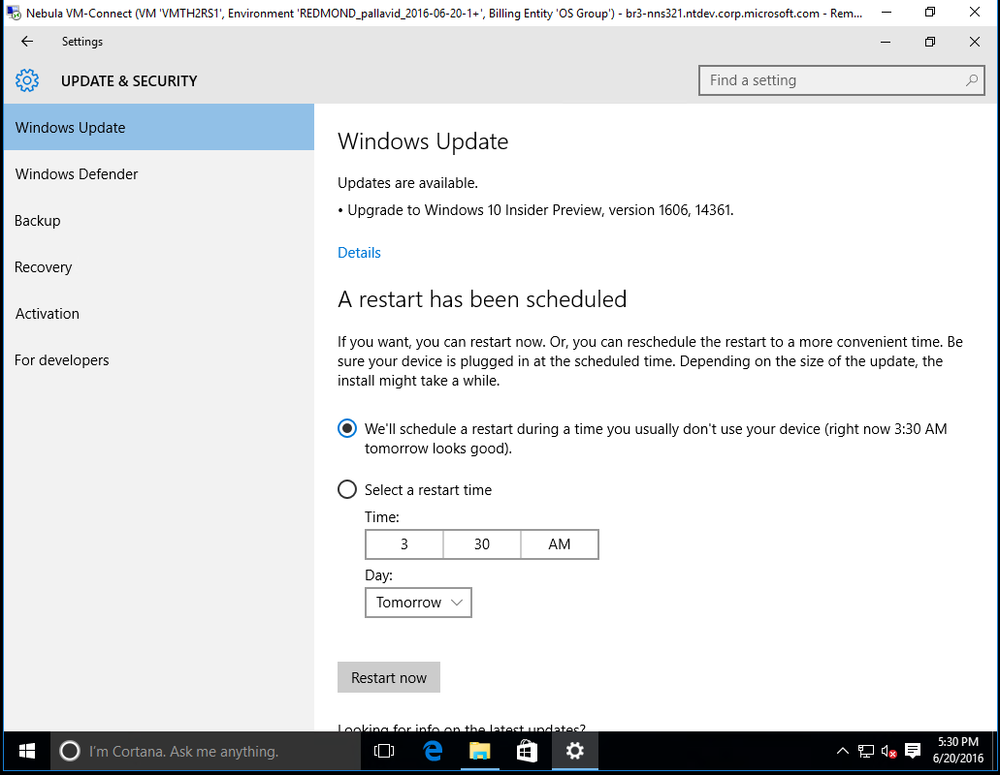 Nebula VM-Connect (VM 'VMTH2RS1', Environment 'REDMOND_pallavid_2016-06-20-1+', Billing Entity 'OS Group') - br3-nns321.ntdev.corp.microsoft.com - Rem...
Settings
UPDATE & SECURITY
Find a setting
Windows Update
Windows Defender
Backup
Recovery
Activation
For developers
Windows Update
Updates are available.
• Upgrade to Windows 10 Insider Preview, version 1606, 14361.
Details
A restart has been scheduled
If you want, you can restart now. Or, you can reschedule the restart to a more convenient time. Be
sure your device is plugged in at the scheduled time. Depending on the size of the update, the
install might take a while.
We'll schedule a restart during a time you usually don't use your device (right now 3:30 AM
tomorrow looks good).
Select a restart time
Time:
3 30 AM
Day:
Tomorrow
Restart now
Looking for info on the latest updates?
I'm Cortana. Ask me anything.
5:30 PM
6/20/2016